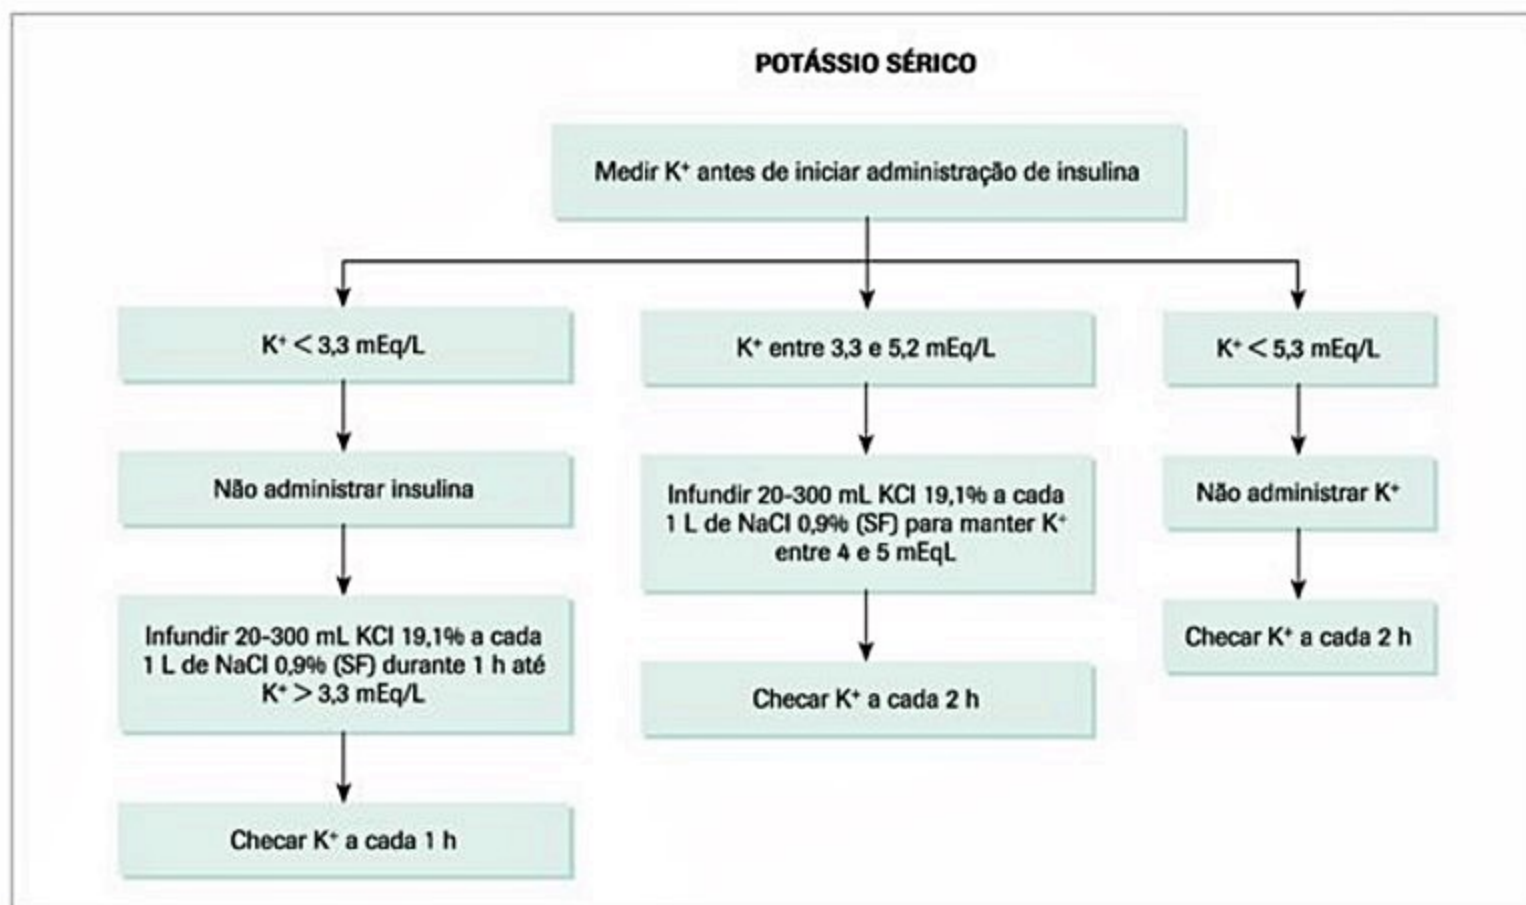 POTÁSSIO SÉRICO
Medir K⁺ antes de iniciar administração de insulina
K⁺ < 3,3 mEq/L
Não administrar insulina
Infundir 20-300 mL KCl 19,1% a cada
1 L de NaCl 0,9% (SF) durante 1 h até
K⁺ > 3,3 mEq/L
Checar K⁺ a cada 1 h
K⁺ entre 3,3 e 5,2 mEq/L
Infundir 20-300 mL KCl 19,1% a cada
1 L de NaCl 0,9% (SF) para manter K⁺
entre 4 e 5 mEqL
Checar K⁺ a cada 2 h
K⁺ < 5,3 mEq/L
Não administrar K⁺
Checar K⁺ a cada 2 h